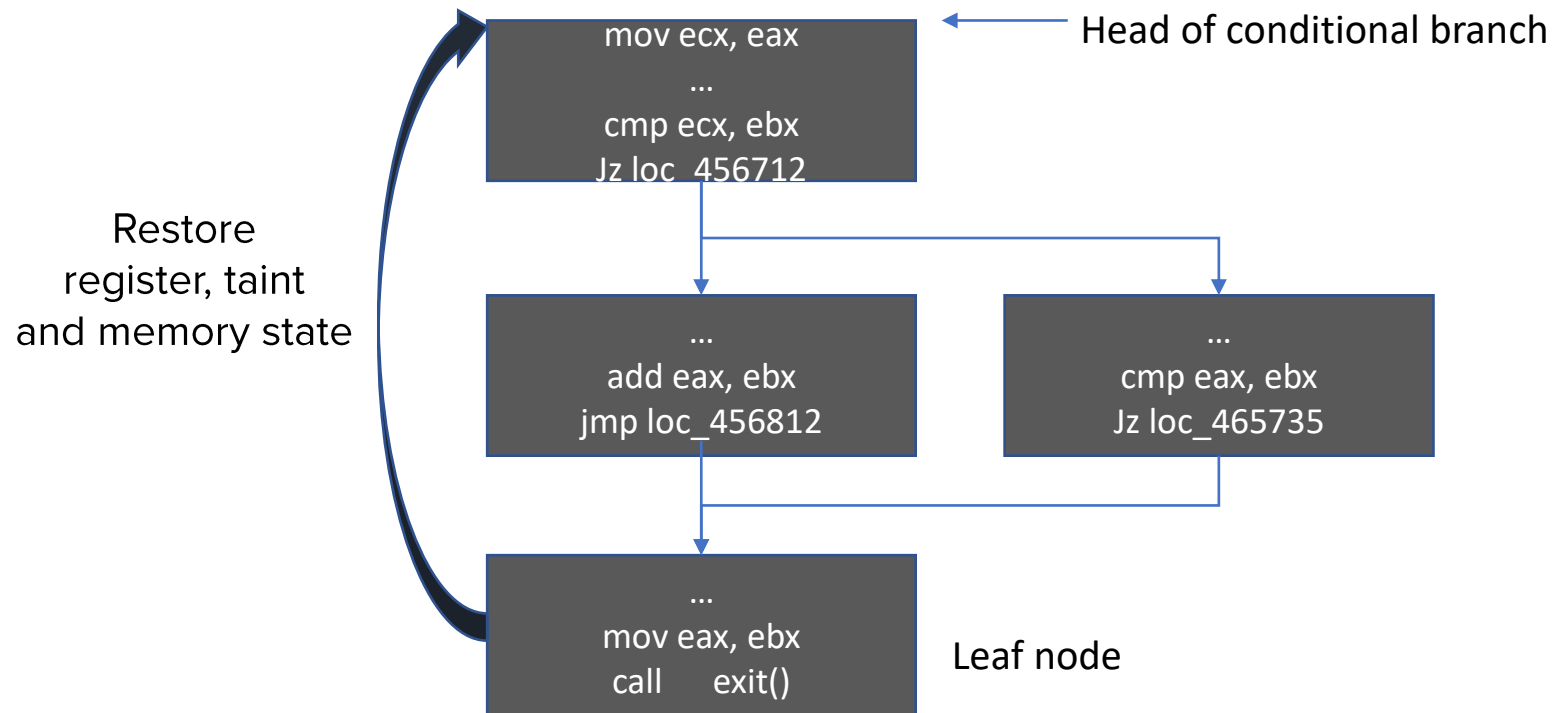 mov ecx, eax
...
cmp ecx, ebx
Jz loc_456712
Head of conditional branch
Restore
register, taint
and memory state
...
add eax, ebx
jmp loc_456812
...
cmp eax, ebx
Jz loc_465735
...
mov eax, ebx
call exit()
Leaf node